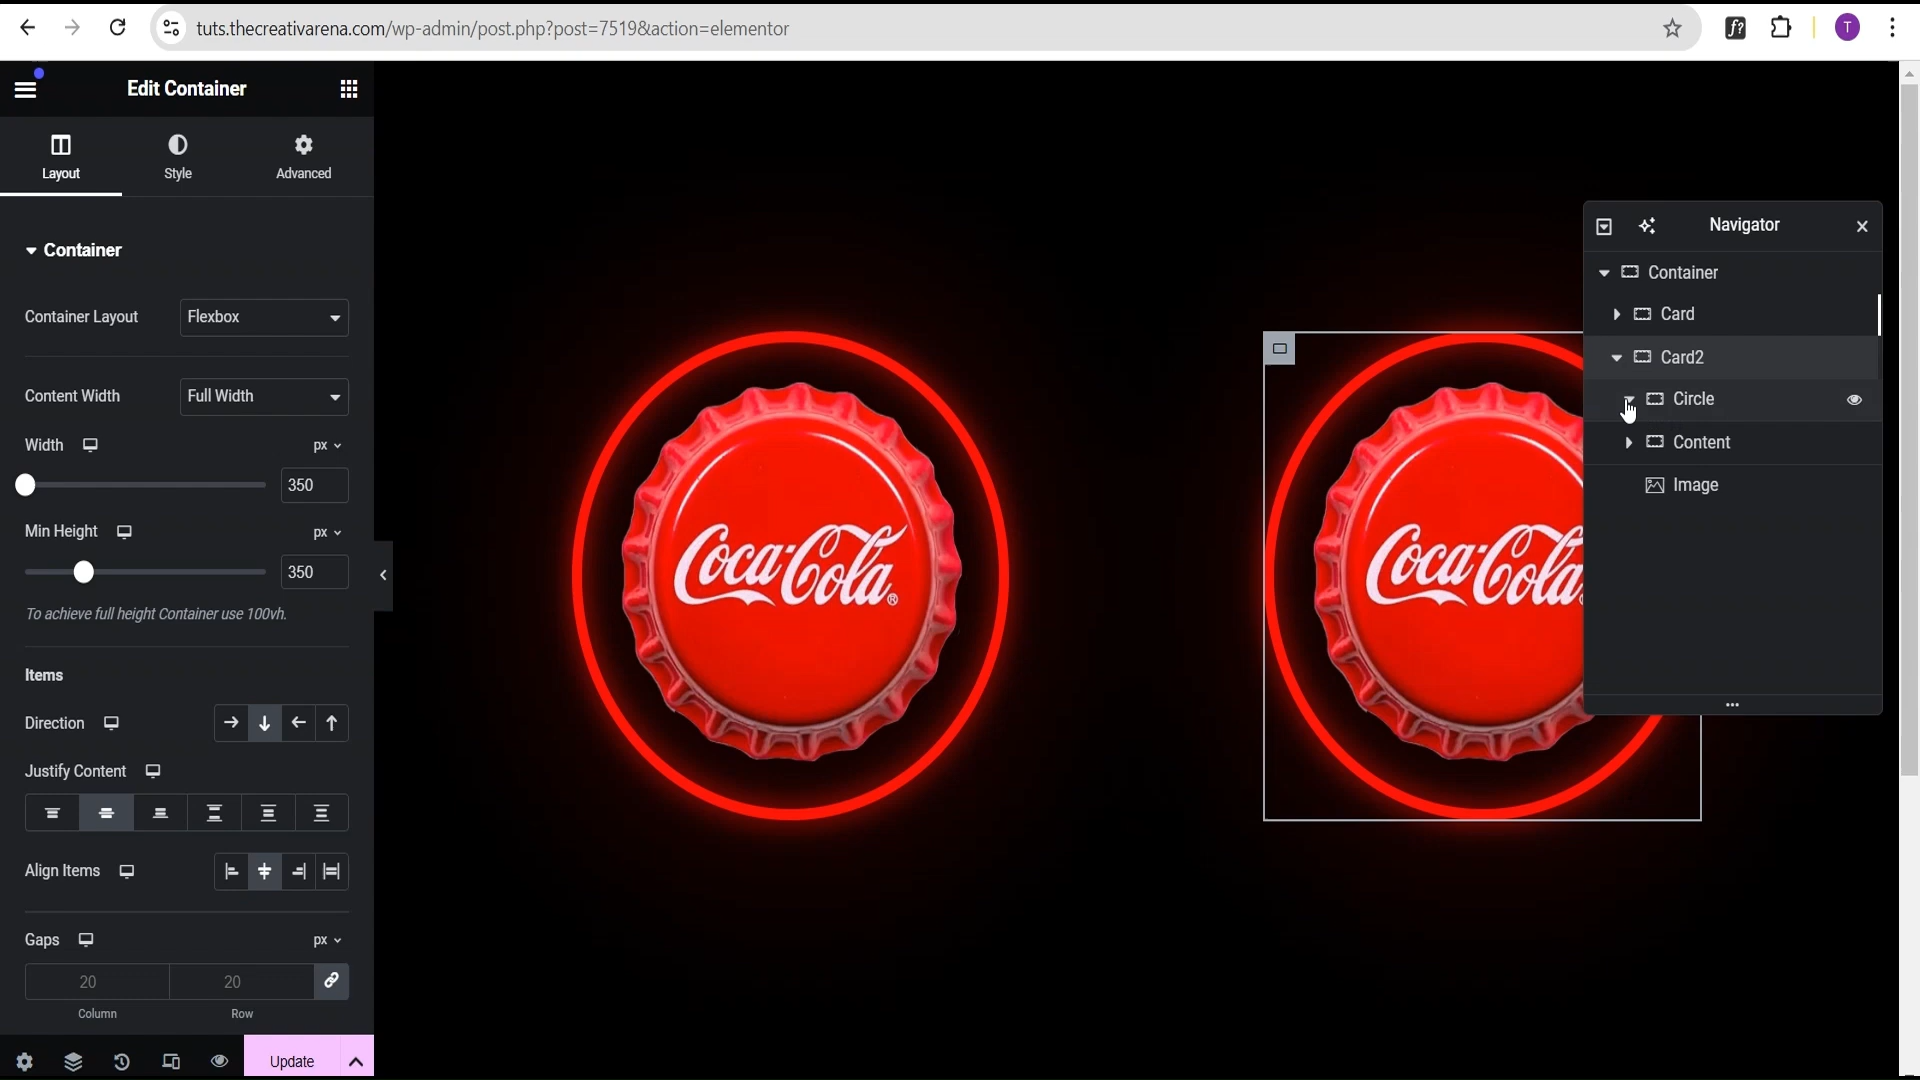 tuts.thecreativarena.com/wp-admin/post.php?post=7519&action=elementor
f?
T
Edit Container
Layout
Style
Advanced
Container
Container Layout
Flexbox
Content Width
Full Width
Width
px
350
Min Height
px
350
To achieve full height Container use 100vh.
Items
Direction
Justify Content
Align Items
Gaps
px
20
20
Column
Row
Update
Coca-Cola®
Coca-Cola
Navigator
Container
Card
Card2
Circle
Content
Image